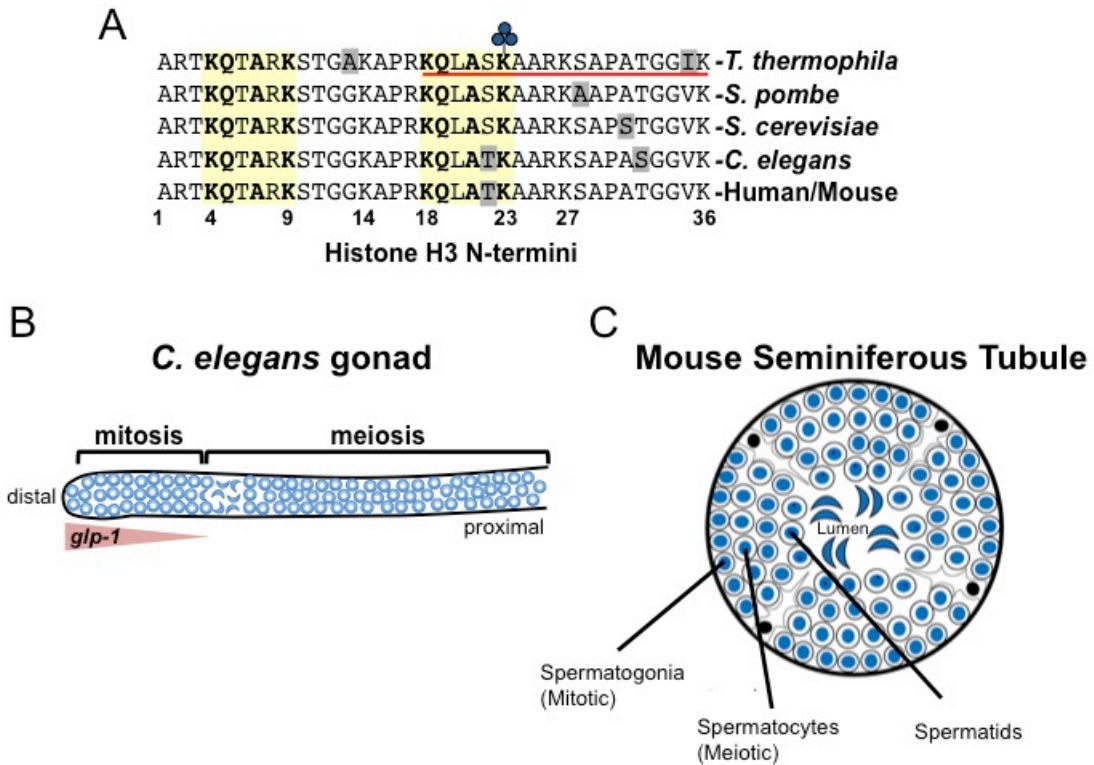 A
ARTKQTARKSTGAKAPRKQLASKAARKSAPATGGIK -T. thermophila
ARTKQTARKSTGGKAPRKQLASKAARKAAPATGGVK -S. pombe
ARTKQTARKSTGGKAPRKQLASKAARKSAPSTGGVK -S. cerevisiae
ARTKQTARKSTGGKAPRKQLATKAARKSAPASGGVK -C. elegans
ARTKQTARKSTGGKAPRKQLATKAARKSAPATGGVK -Human/Mouse
1 4 9 14 18 23 27 36
Histone H3 N-termini
B
C. elegans gonad
mitosis meiosis
distal
glp-1
proximal
C
Mouse Seminiferous Tubule
Lumen
Spermatogonia
(Mitotic)
Spermatocytes
(Meiotic)
Spermatids